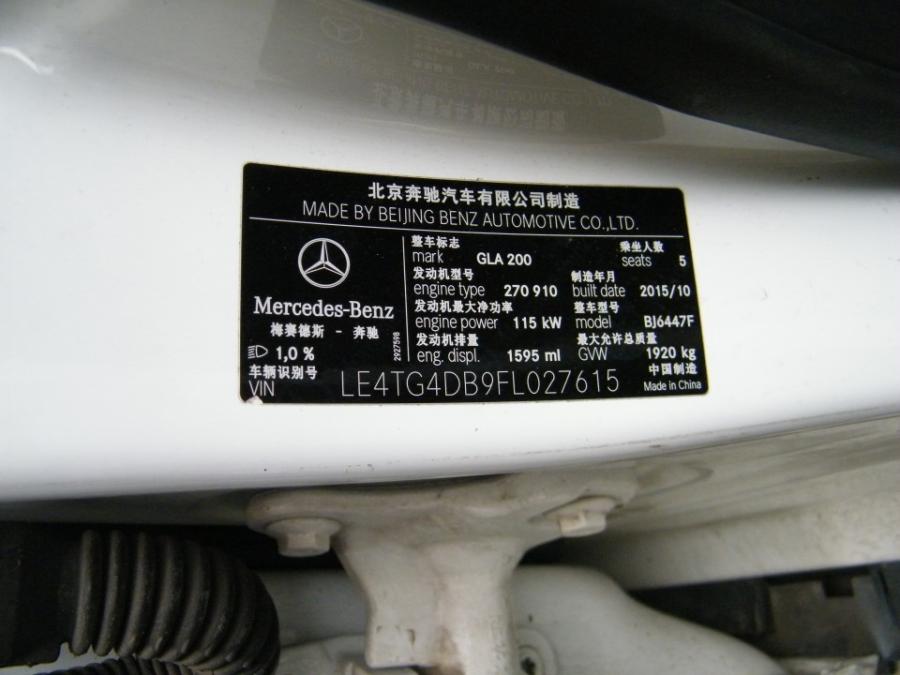 北京奔驰汽车有限公司制造
MADE BY BEIJING BENZ AUTOMOTIVE CO.,LTD.
Mercedes-Benz
梅赛德斯 - 奔驰
1,0 %
2927598
整车标志 乘坐人数
mark GLA 200 seats 5
发动机型号 制造年月
engine type 270 910 built date 2015/10
发动机最大净功率 整车型号
engine power 115 kW model BJ6447F
发动机排量 最大允许总质量
eng. displ. 1595 ml GVW 1920 kg
车辆识别号 中国制造
VIN LE4TG4DB9FL027615 Made in China